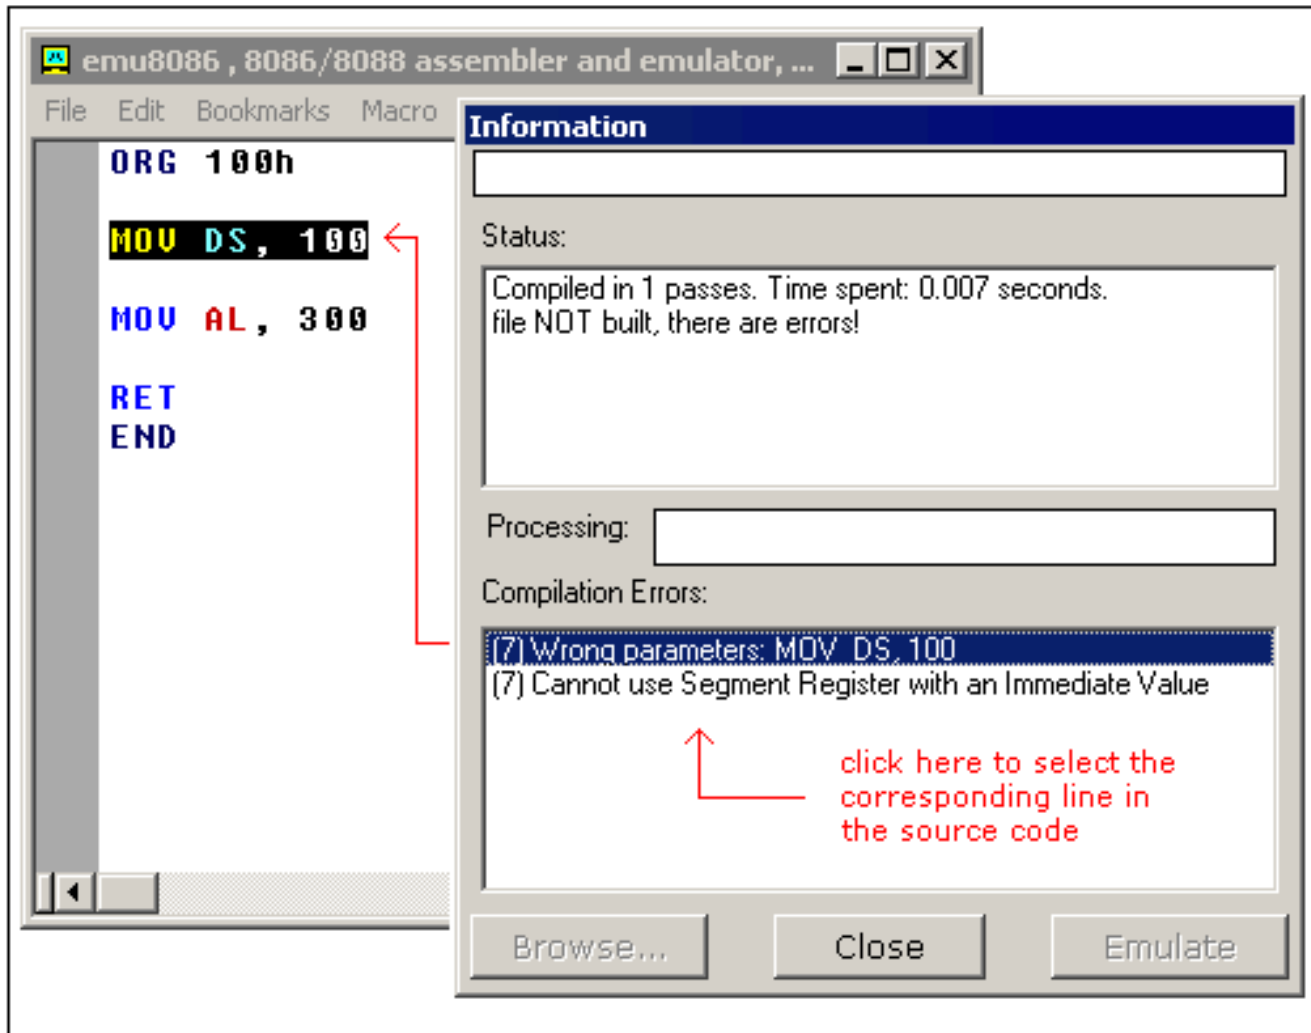 emu8086 , 8086/8088 assembler and emulator, ...
File Edit Bookmarks Macro
ORG 100h
MOV DS, 100
MOV AL, 300
RET
END
Information
Status:
Compiled in 1 passes. Time spent: 0.007 seconds.
file NOT built, there are errors!
Processing:
Compilation Errors:
(7) Wrong parameters: MOV  DS, 100
(7) Cannot use Segment Register with an Immediate Value
click here to select the
corresponding line in
the source code
Browse... Close Emulate